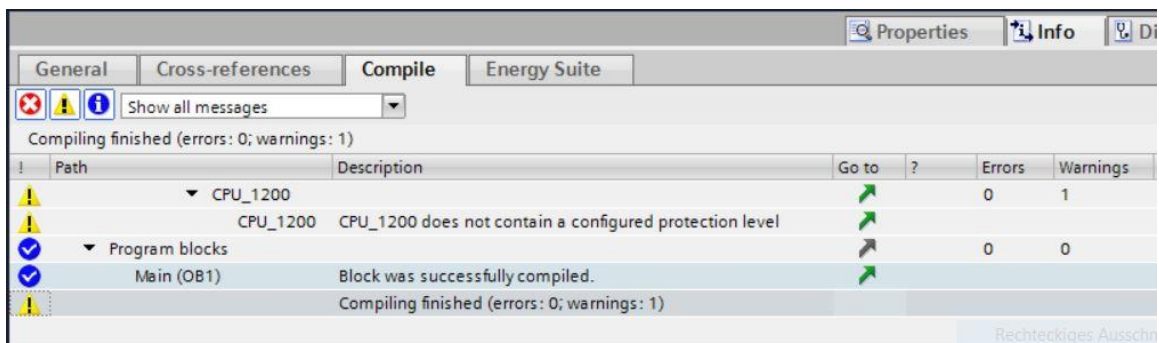 Properties Info Di
General Cross-references Compile Energy Suite
Show all messages
Compiling finished (errors: 0; warnings: 1)
! Path Description Go to ? Errors Warnings
CPU_1200 0 1
CPU_1200 CPU_1200 does not contain a configured protection level
Program blocks 0 0
Main (OB1) Block was successfully compiled.
Compiling finished (errors: 0; warnings: 1)
Rechteckiges Ausschn